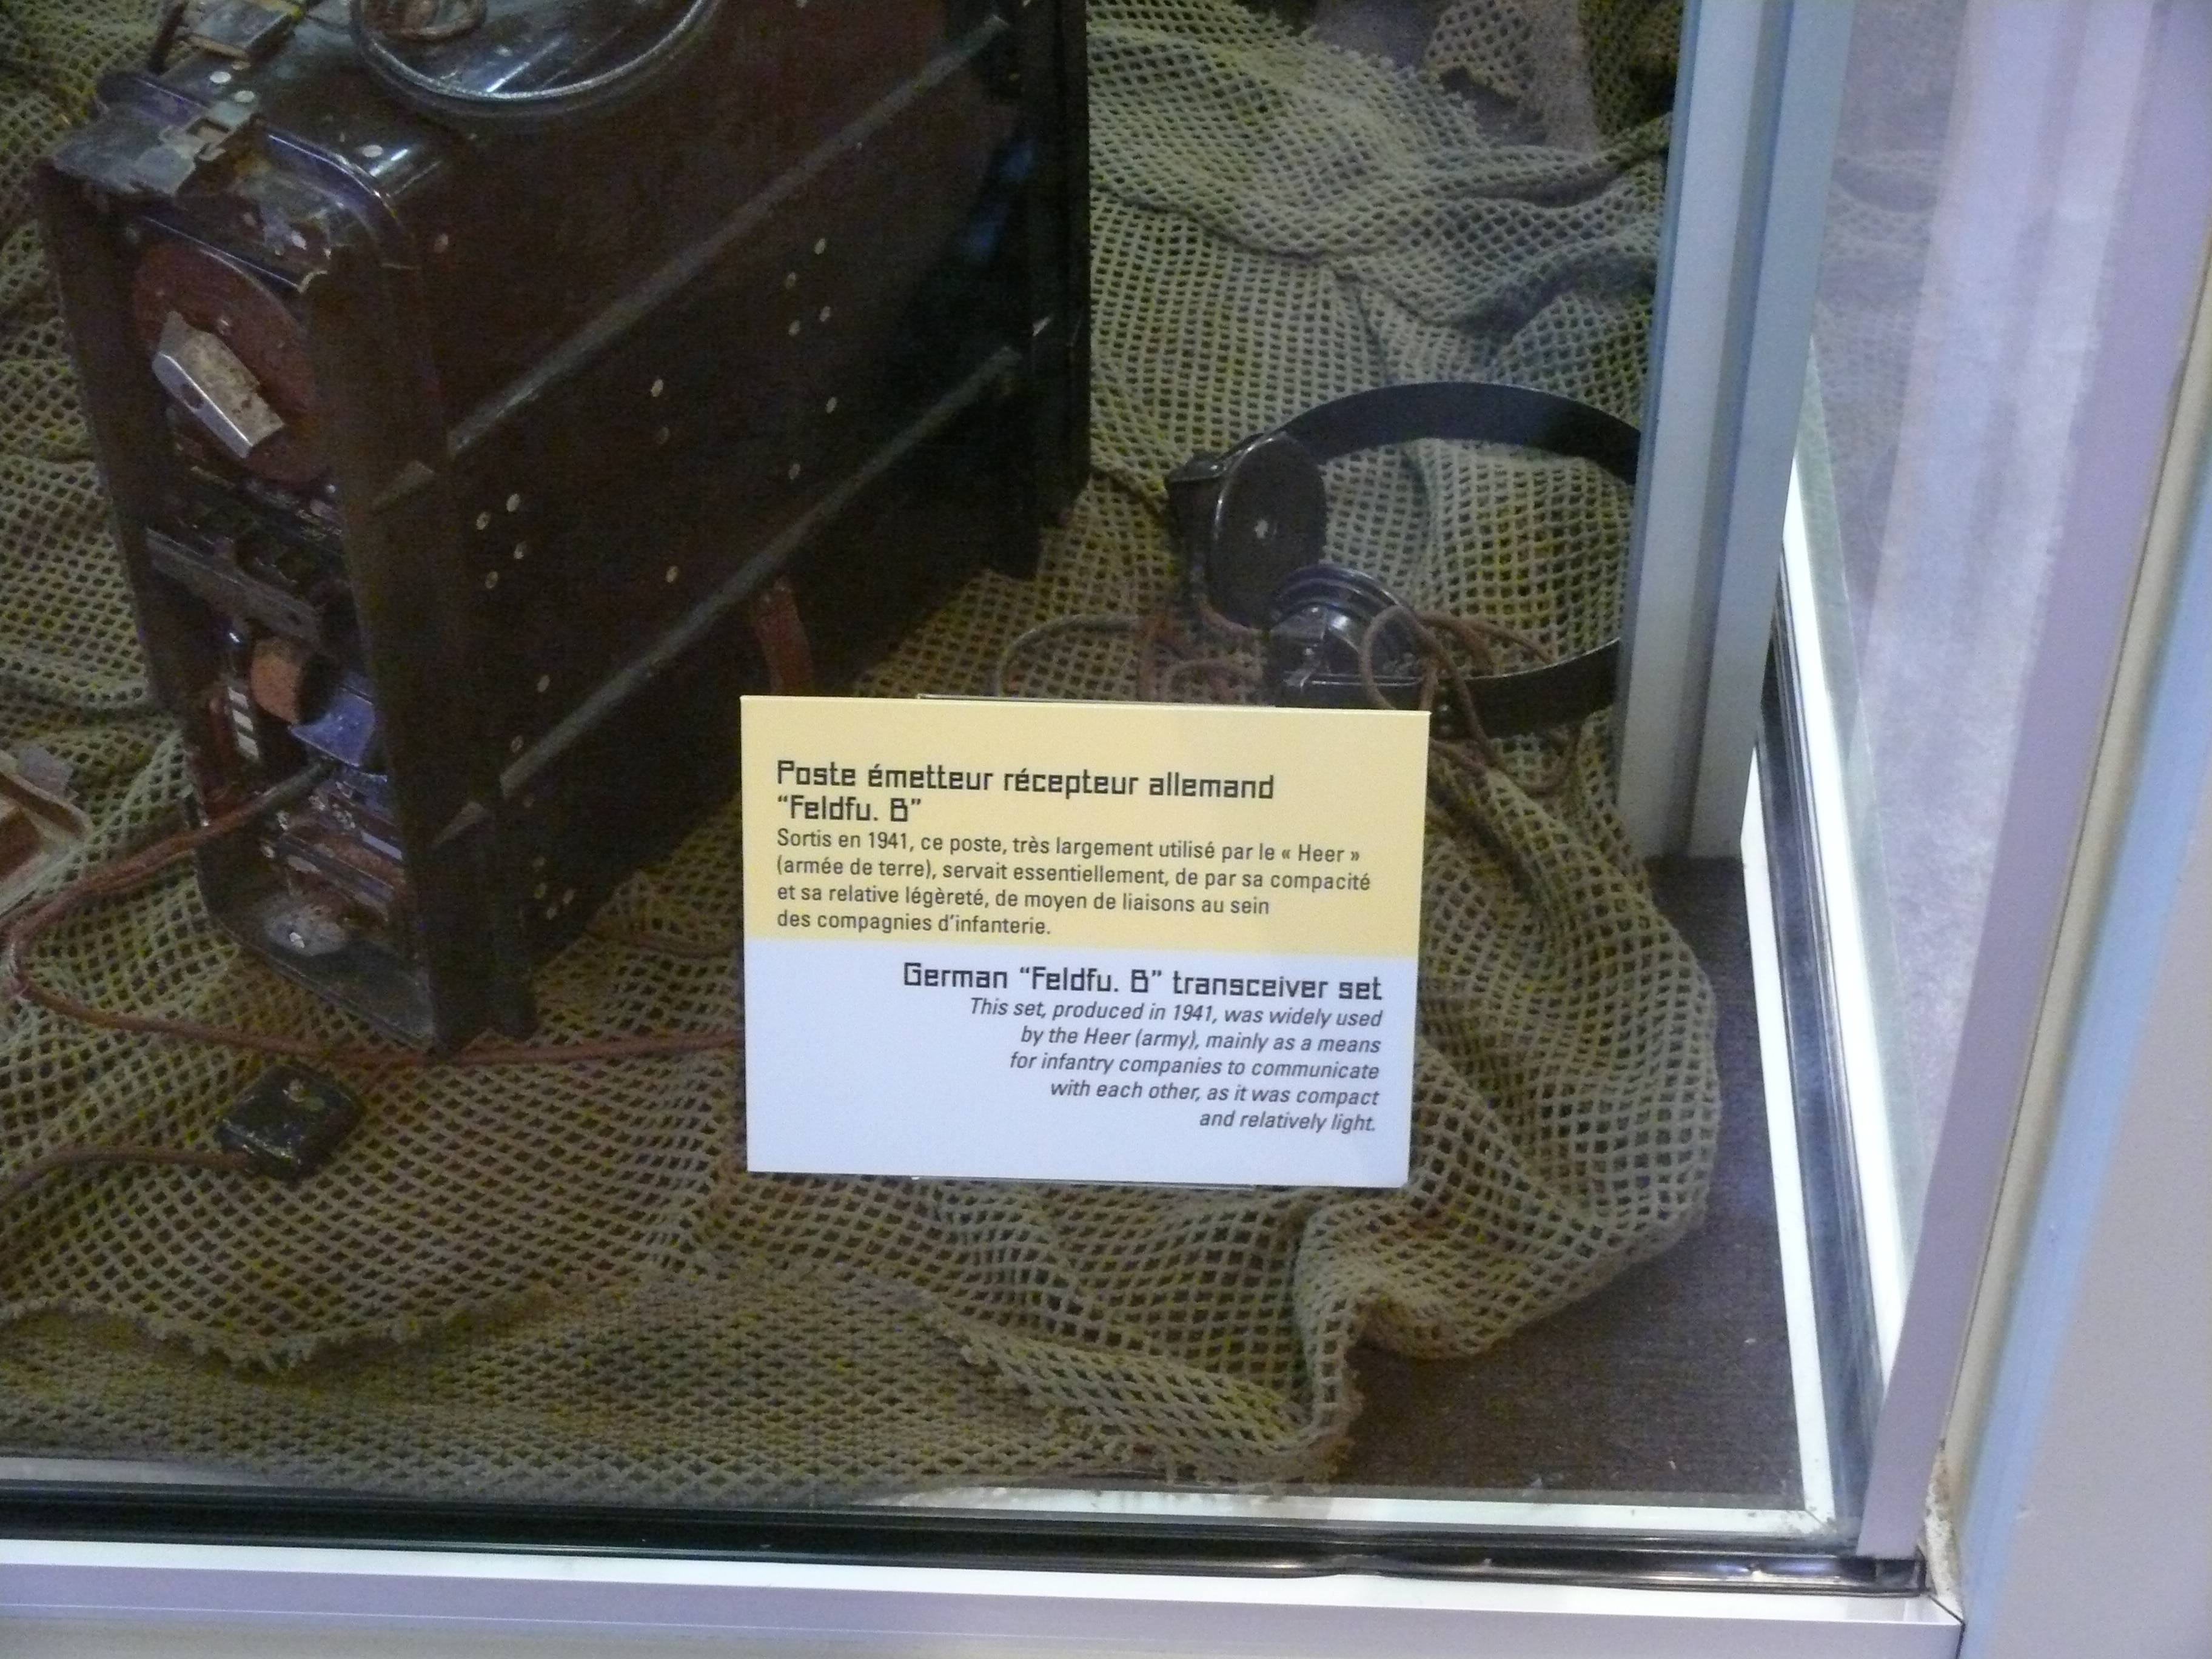 Poste émetteur récepteur allemand
“Feldfu. B”
Sortis en 1941, ce poste, très largement utilisé par le « Heer »
(armée de terre), servait essentiellement, de par sa compacité
et sa relative légèreté, de moyen de liaisons au sein
des compagnies d’infanterie.
German “Feldfu. B” transceiver set
This set, produced in 1941, was widely used
by the Heer (army), mainly as a means
for infantry companies to communicate
with each other, as it was compact
and relatively light.